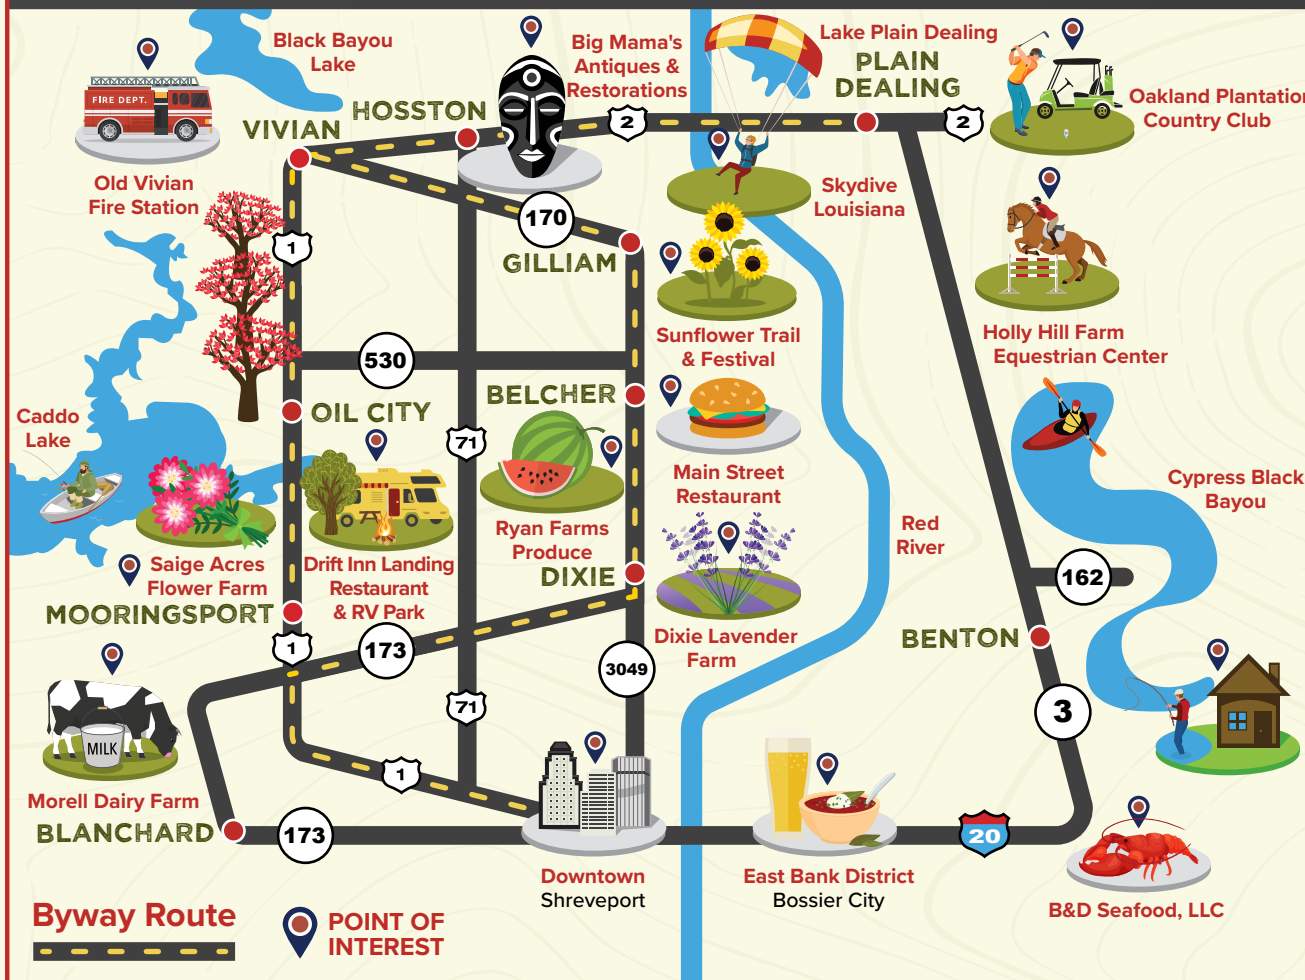 Black Bayou
Lake
Big Mama's
Antiques &
Restorations
Lake Plain Dealing
PLAIN
DEALING
FIRE DEPT.
HOSSTON
VIVIAN
2
2
Oakland Plantation
Country Club
Old Vivian
Fire Station
Skydive
Louisiana
170
1
GILLIAM
Sunflower Trail
& Festival
Holly Hill Farm
Equestrian Center
530
BELCHER
OIL CITY
Caddo
Lake
71
Main Street
Restaurant
Cypress Black
Bayou
Ryan Farms
Produce
Red
River
Saige Acres
Flower Farm
Drift Inn Landing
Restaurant
& RV Park
DIXIE
162
MOORINGSPORT
1
173
Dixie Lavender
Farm
BENTON
3049
71
3
MILK
1
Morell Dairy Farm
BLANCHARD
173
20
Downtown
Shreveport
East Bank District
Bossier City
B&D Seafood, LLC
Byway Route
POINT OF
INTEREST